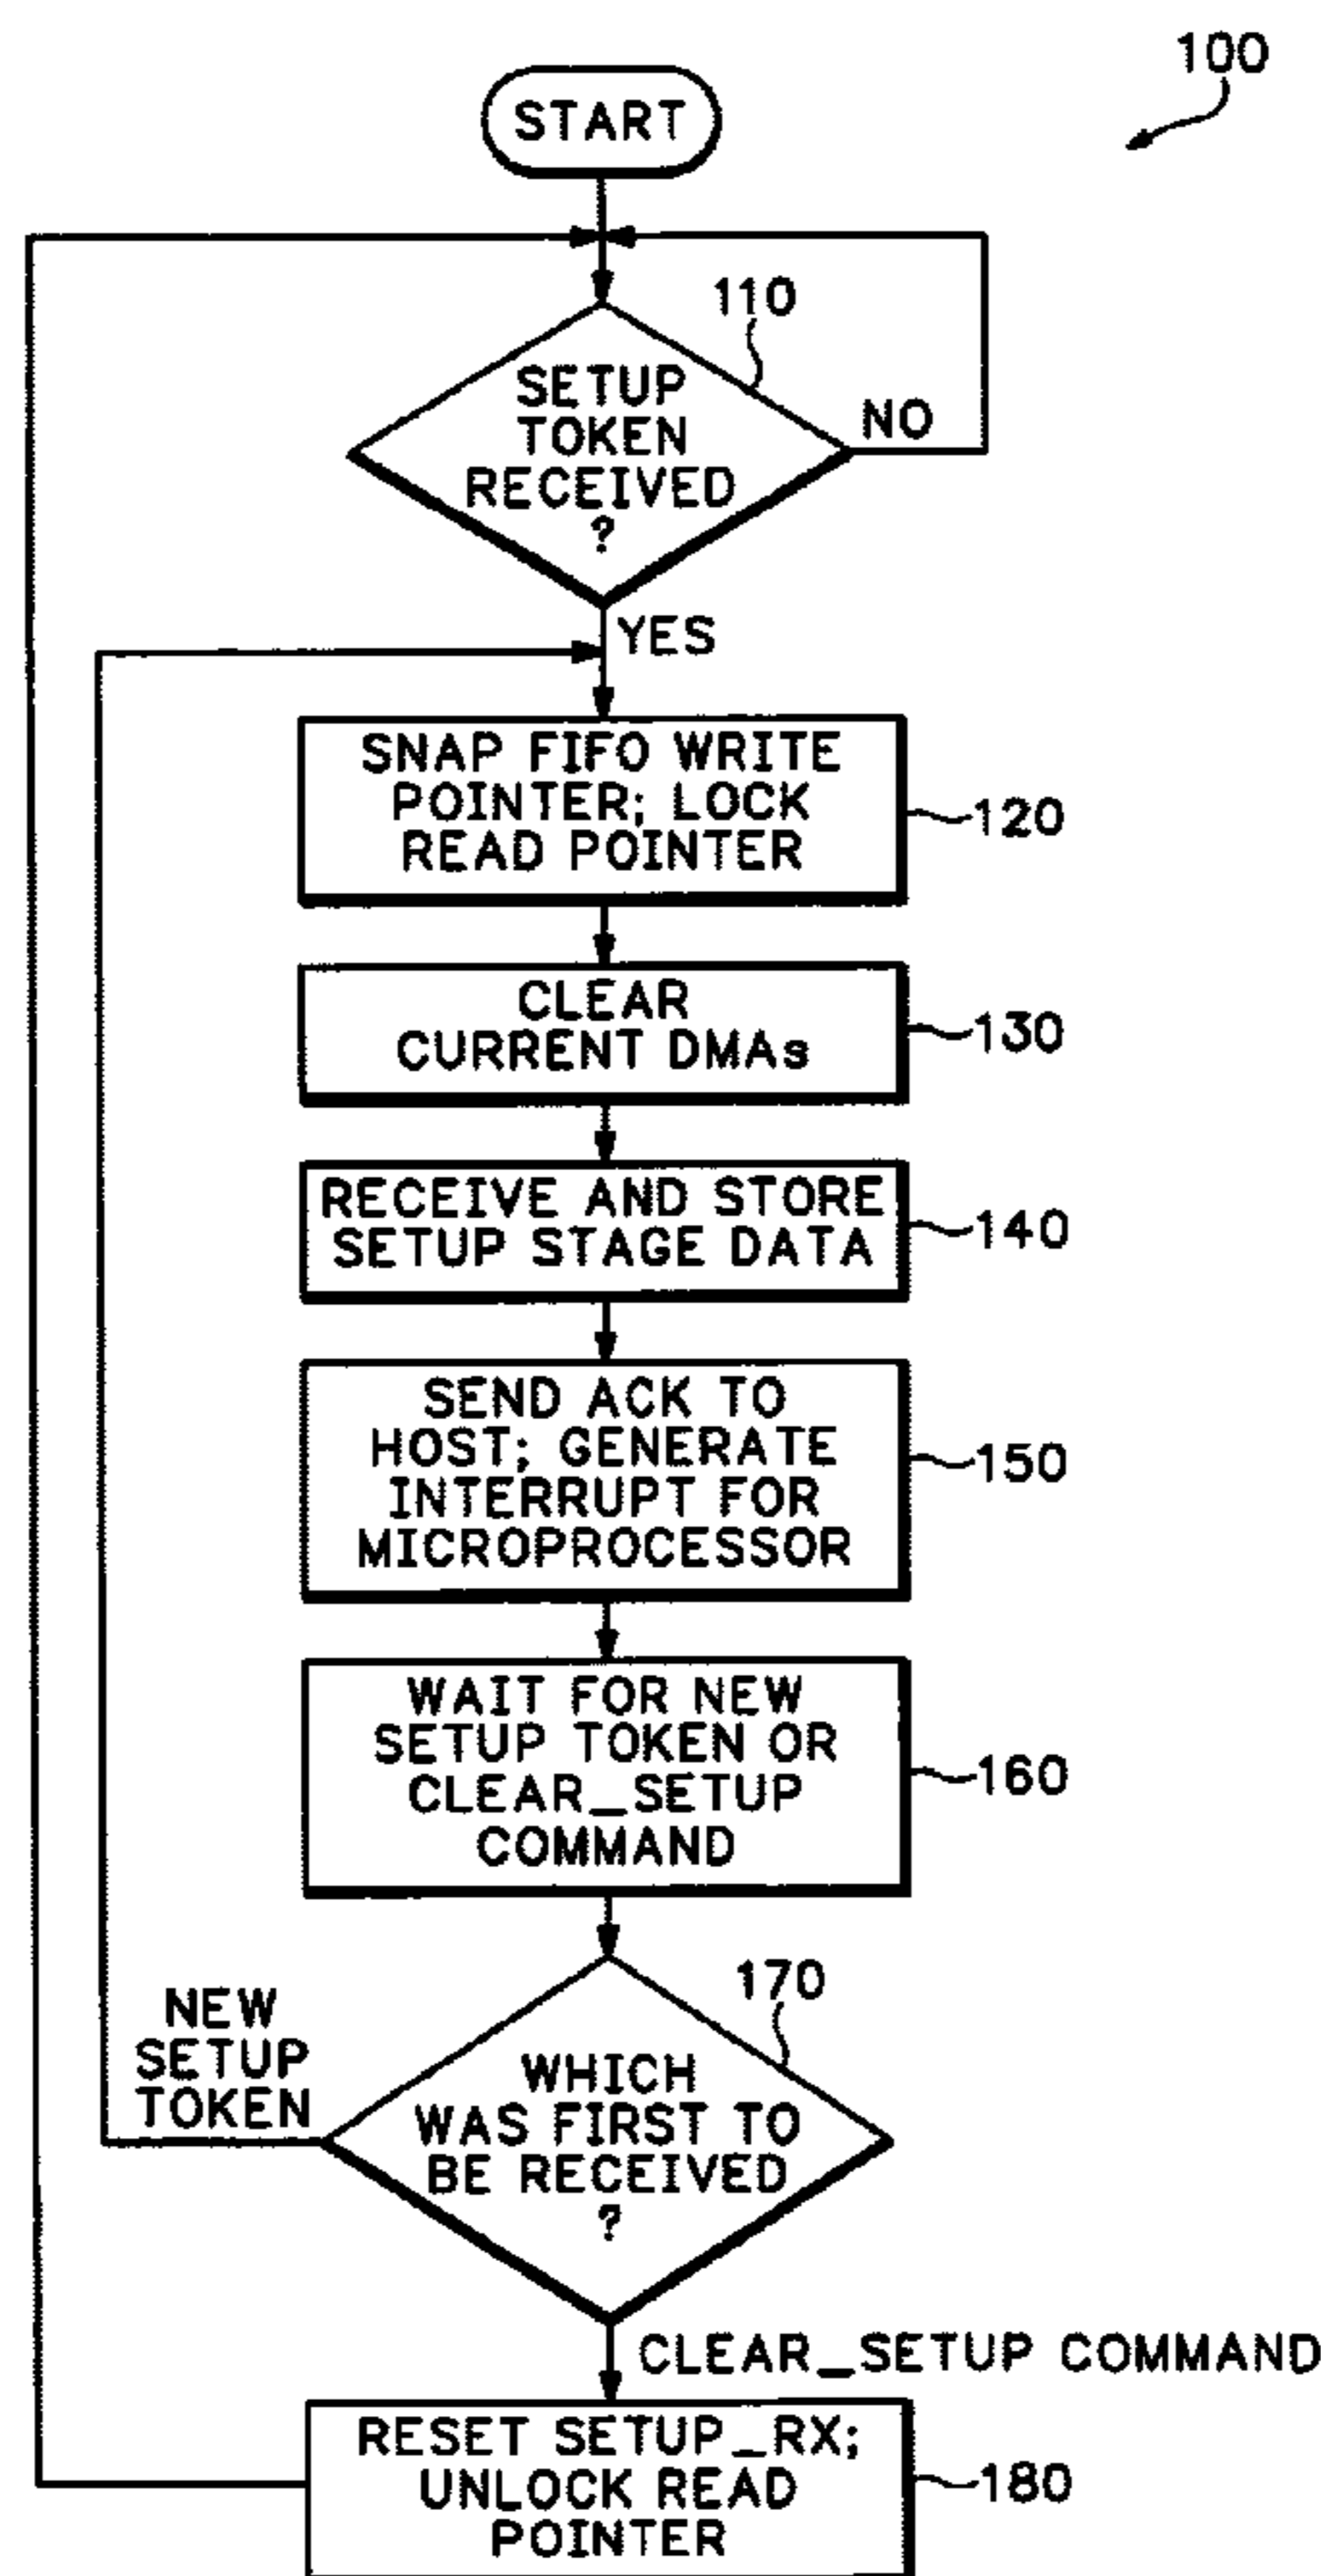 100
START
110
SETUP
TOKEN
RECEIVED
?
NO
YES
SNAP FIFO WRITE
POINTER; LOCK
READ POINTER
120
CLEAR
CURRENT DMAs
130
RECEIVE AND STORE
SETUP STAGE DATA
140
SEND ACK TO
HOST; GENERATE
INTERRUPT FOR
MICROPROCESSOR
150
WAIT FOR NEW
SETUP TOKEN OR
CLEAR_SETUP
COMMAND
160
170
NEW
SETUP
TOKEN
WHICH
WAS FIRST TO
BE RECEIVED
?
CLEAR_SETUP COMMAND
RESET SETUP_RX;
UNLOCK READ
POINTER
180